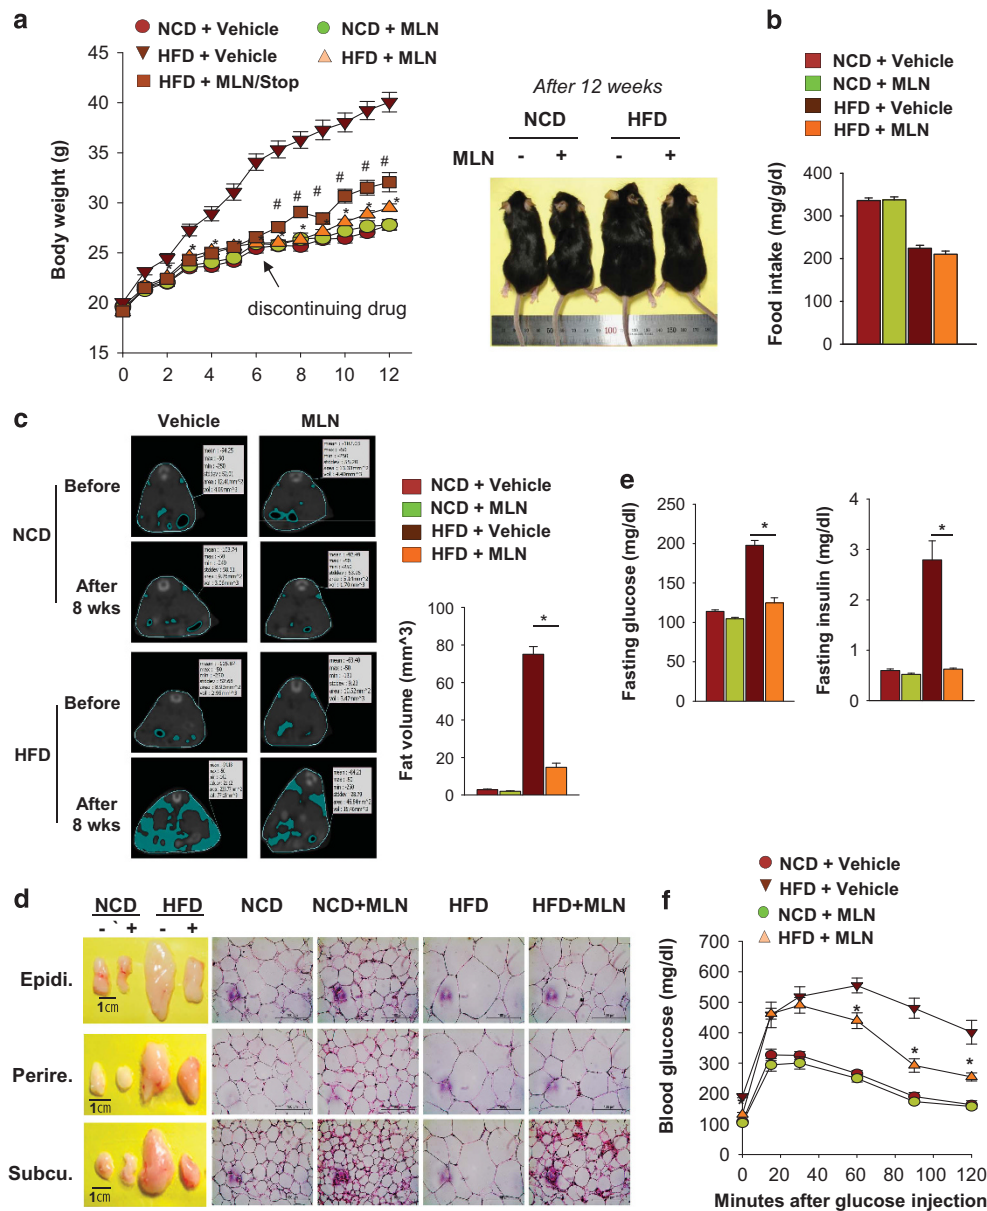 a
NCD + Vehicle
NCD + MLN
HFD + Vehicle
HFD + MLN
HFD + MLN/Stop
Body weight (g)
45
40
35
30
25
20
15
0 2 4 6 8 10 12
# # # # # #
* * * * * * * *
discontinuing drug
After 12 weeks
NCD HFD
MLN - + - +
50 100 150
b
NCD + Vehicle
NCD + MLN
HFD + Vehicle
HFD + MLN
Food intake (mg/g/d)
400
300
200
100
0
c
Vehicle MLN
NCD
Before
After
8 wks
HFD
Before
After
8 wks
NCD + Vehicle
NCD + MLN
HFD + Vehicle
HFD + MLN
Fat volume (mm^3)
100
80
60
40
20
0
*
e
Fasting glucose (mg/dl)
250
200
150
100
50
0
*
Fasting insulin (mg/dl)
4
3
2
1
0
*
d
NCD HFD NCD NCD+MLN HFD HFD+MLN
- ` + - +
Epidi.
1cm
Perire.
1cm
Subcu.
1cm
f
NCD + Vehicle
HFD + Vehicle
NCD + MLN
HFD + MLN
Blood glucose (mg/dl)
700
600
500
400
300
200
100
0
* * * *
0 20 40 60 80 100 120
Minutes after glucose injection